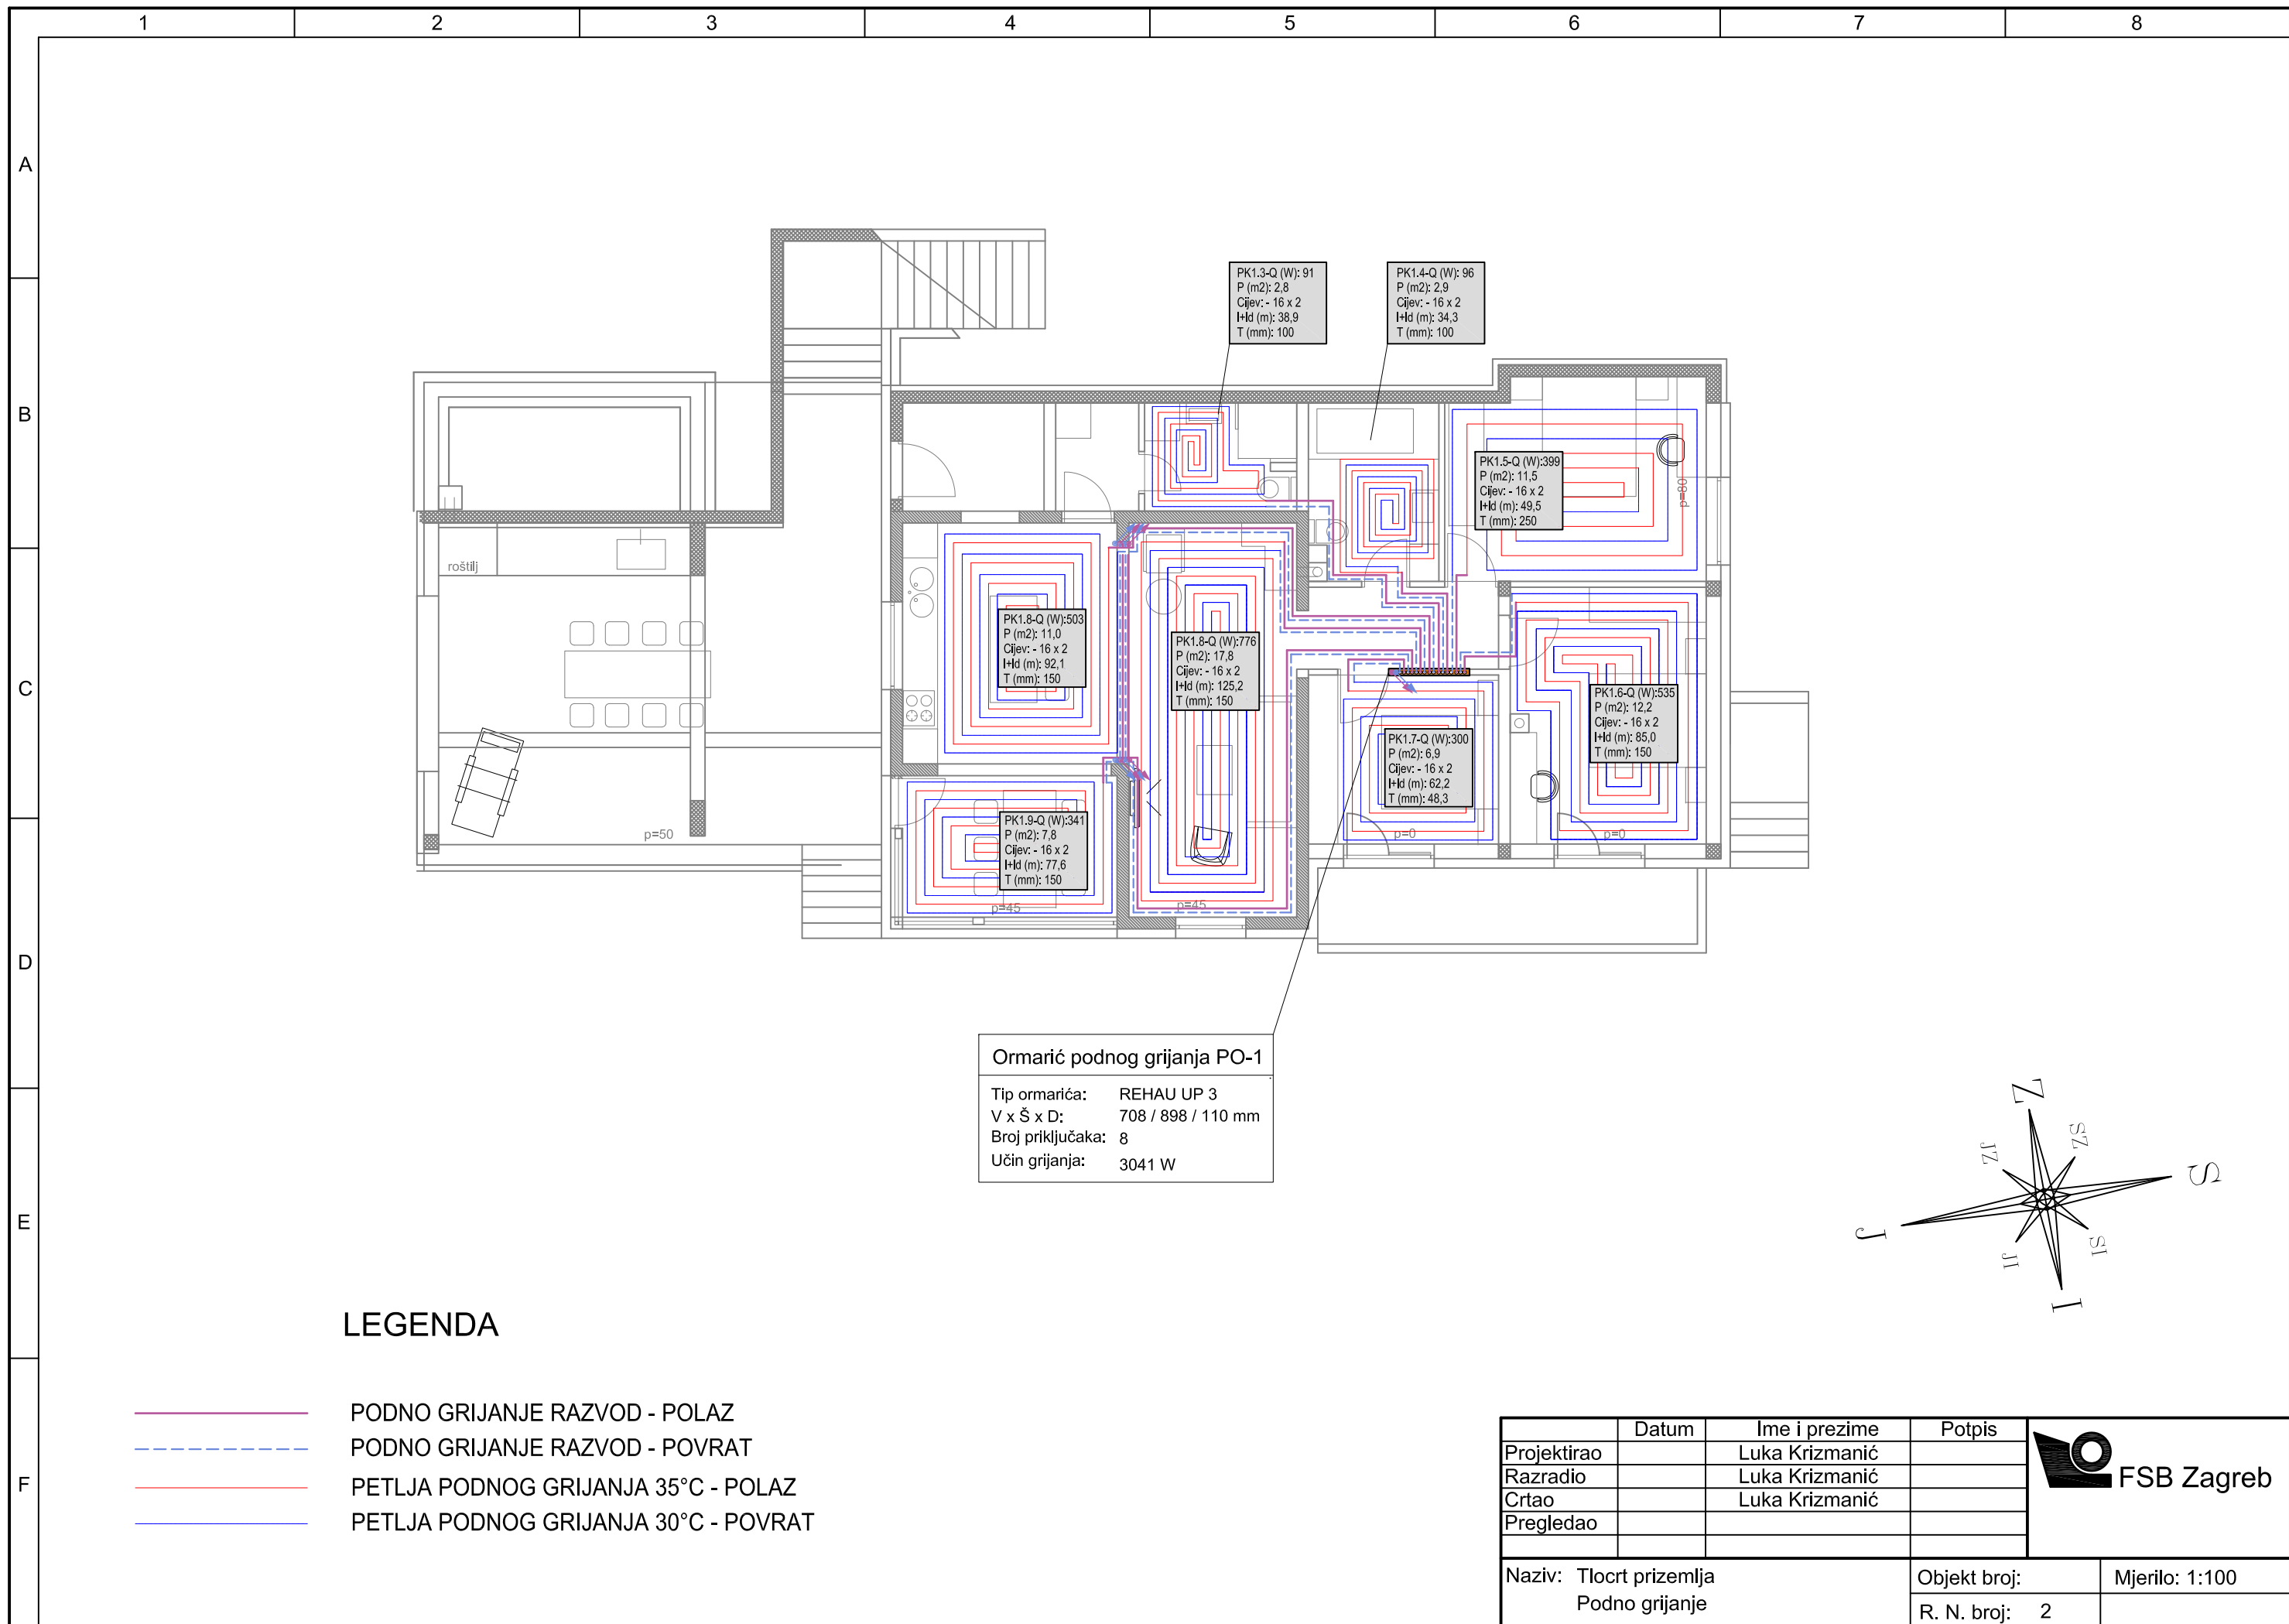 1 2 3 4 5 6 7 8
A
B
C
D
E
F
PK1.3-Q (W): 91
P (m2): 2,8
Cijev: - 16 x 2
l+ld (m): 38,9
T (mm): 100
PK1.4-Q (W): 96
P (m2): 2,9
Cijev: - 16 x 2
l+ld (m): 34,3
T (mm): 100
PK1.5-Q (W):399
P (m2): 11,5
Cijev: - 16 x 2
l+ld (m): 49,5
T (mm): 250
p=80
roštilj
PK1.8-Q (W):503
P (m2): 11,0
Cijev: - 16 x 2
l+ld (m): 92,1
T (mm): 150
PK1.8-Q (W):776
P (m2): 17,8
Cijev: - 16 x 2
l+ld (m): 125,2
T (mm): 150
PK1.6-Q (W):535
P (m2): 12,2
Cijev: - 16 x 2
l+ld (m): 85,0
T (mm): 150
PK1.7-Q (W):300
P (m2): 6,9
Cijev: - 16 x 2
l+ld (m): 62,2
T (mm): 48,3
PK1.9-Q (W):341
P (m2): 7,8
Cijev: - 16 x 2
l+ld (m): 77,6
T (mm): 150
p=50
p=0
p=0
p=45
p=45
Ormarić podnog grijanja PO-1
Tip ormarića: REHAU UP 3
V x Š x D: 708 / 898 / 110 mm
Broj priključaka: 8
Učin grijanja: 3041 W
Z
SZ
JZ
S
J
SI
JI
I
LEGENDA
PODNO GRIJANJE RAZVOD - POLAZ
PODNO GRIJANJE RAZVOD - POVRAT
PETLJA PODNOG GRIJANJA 35°C - POLAZ
PETLJA PODNOG GRIJANJA 30°C - POVRAT
Datum Ime i prezime Potpis
Projektirao Luka Krizmanić
Razradio Luka Krizmanić
Crtao Luka Krizmanić
Pregledao
FSB Zagreb
Naziv: Tlocrt prizemlja
Podno grijanje
Objekt broj:
R. N. broj: 2
Mjerilo: 1:100